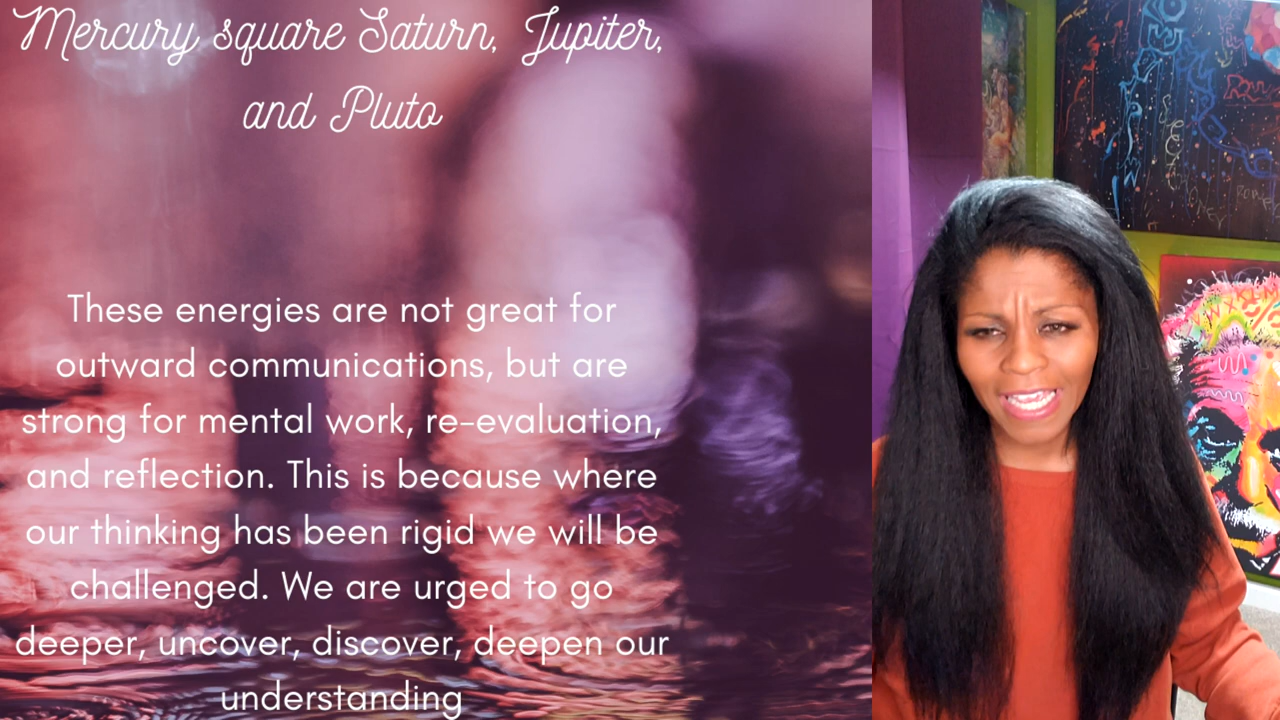 Mercury square Saturn, Jupiter,
and Pluto
These energies are not great for
outward communications, but are
strong for mental work, re-evaluation,
and reflection. This is because where
our thinking has been rigid we will be
challenged. We are urged to go
deeper, uncover, discover, deepen our
understanding